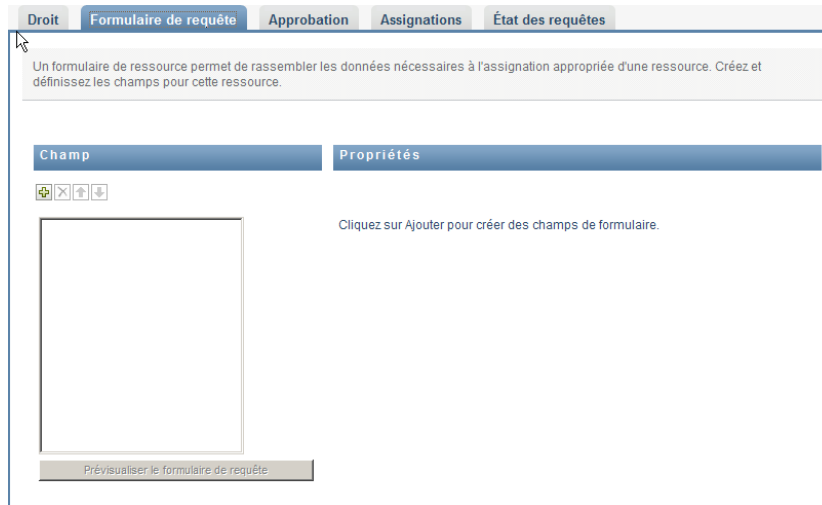 Droit Formulaire de requête Approbation Assignations État des requêtes
Un formulaire de ressource permet de rassembler les données nécessaires à l'assignation appropriée d'une ressource. Créez et
définissez les champs pour cette ressource.
Champ Propriétés
Cliquez sur Ajouter pour créer des champs de formulaire.
Prévisualiser le formulaire de requête